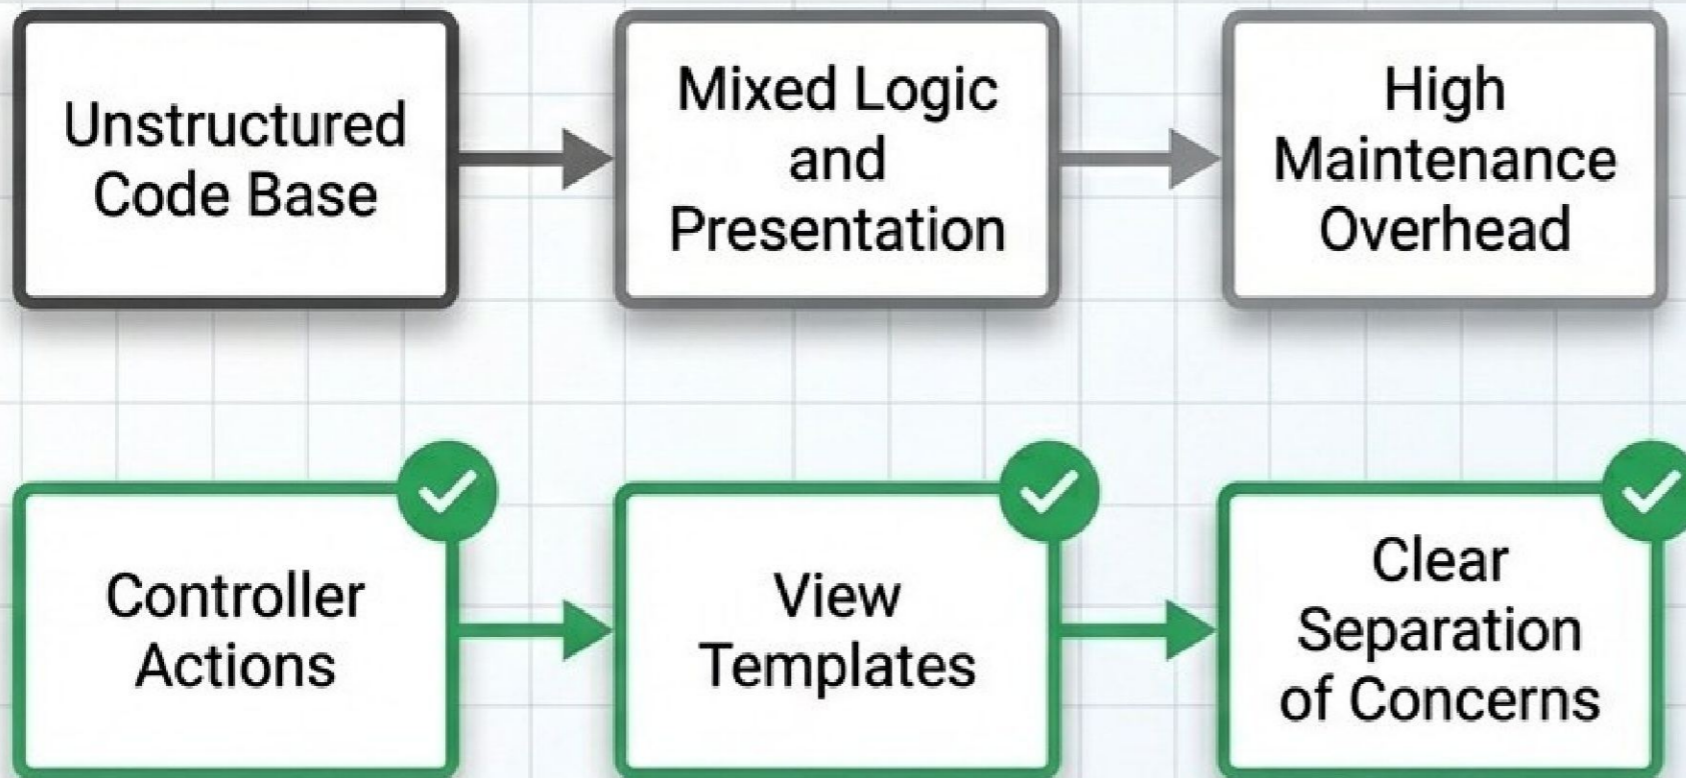 Unstructured
Code Base
Mixed Logic
and
Presentation
High
Maintenance
Overhead
Controller
Actions
View
Templates
Clear
Separation
of Concerns